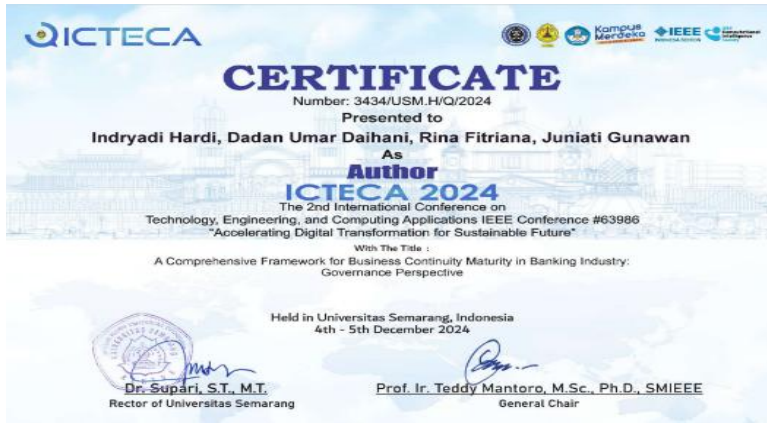 ICTECA
Kampus
Merdeka
IEEE
CERTIFICATE
Number: 3434/USM.H/Q/2024
Presented to
Indryadi Hardi, Dadan Umar Daihani, Rina Fitriana, Juniati Gunawan
As
Author
ICTECA 2024
The 2nd International Conference on
Technology, Engineering, and Computing Applications IEEE Conference #63986
"Accelerating Digital Transformation for Sustainable Future"
With The Title :
A Comprehensive Framework for Business Continuity Maturity in Banking Industry:
Governance Perspective
Held in Universitas Semarang, Indonesia
4th - 5th December 2024
Dr. Supari, S.T., M.T.
Rector of Universitas Semarang
Prof. Ir. Teddy Mantoro, M.Sc., Ph.D., SMIEEE
General Chair